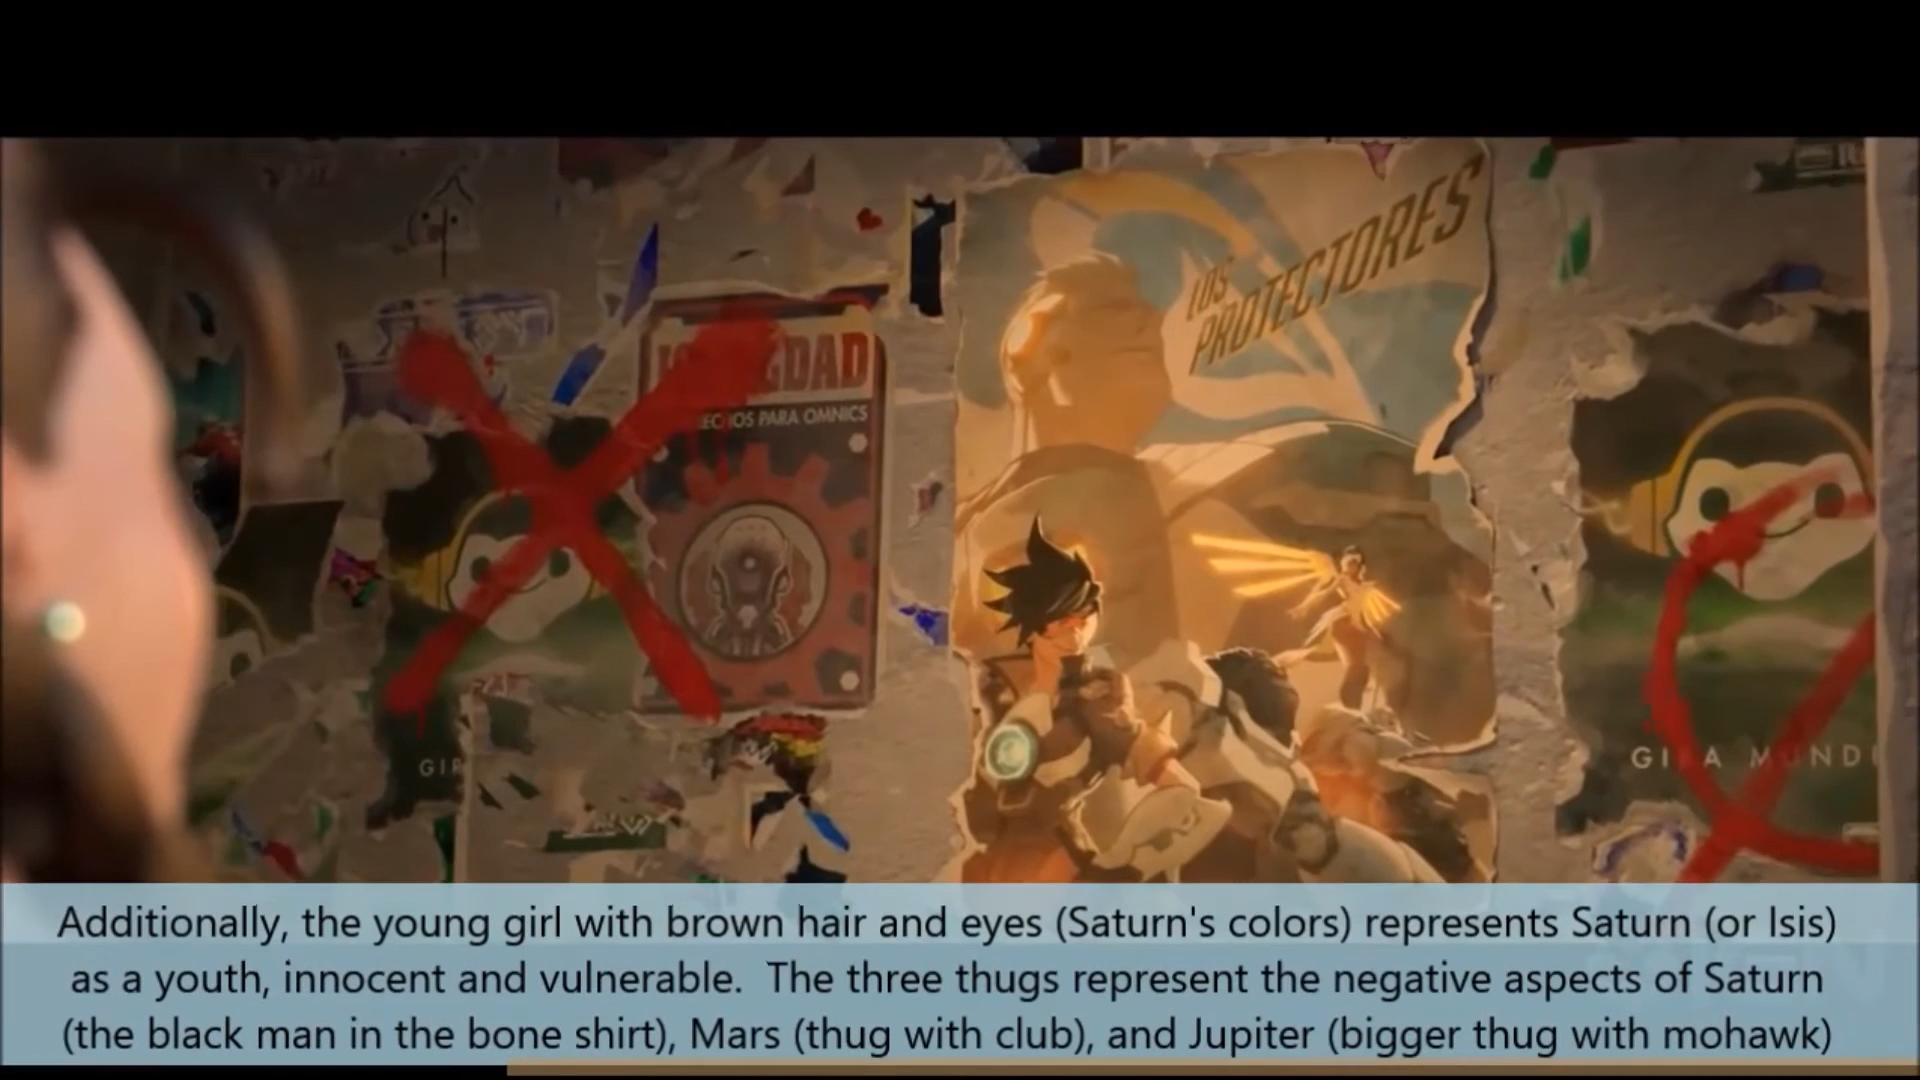 LOS
PROTECTORES
DAD
PARA OMNICS
GI A M ND
GIR
Additionally, the young girl with brown hair and eyes (Saturn's colors) represents Saturn (or Isis)
as a youth, innocent and vulnerable. The three thugs represent the negative aspects of Saturn
(the black man in the bone shirt), Mars (thug with club), and Jupiter (bigger thug with mohawk)